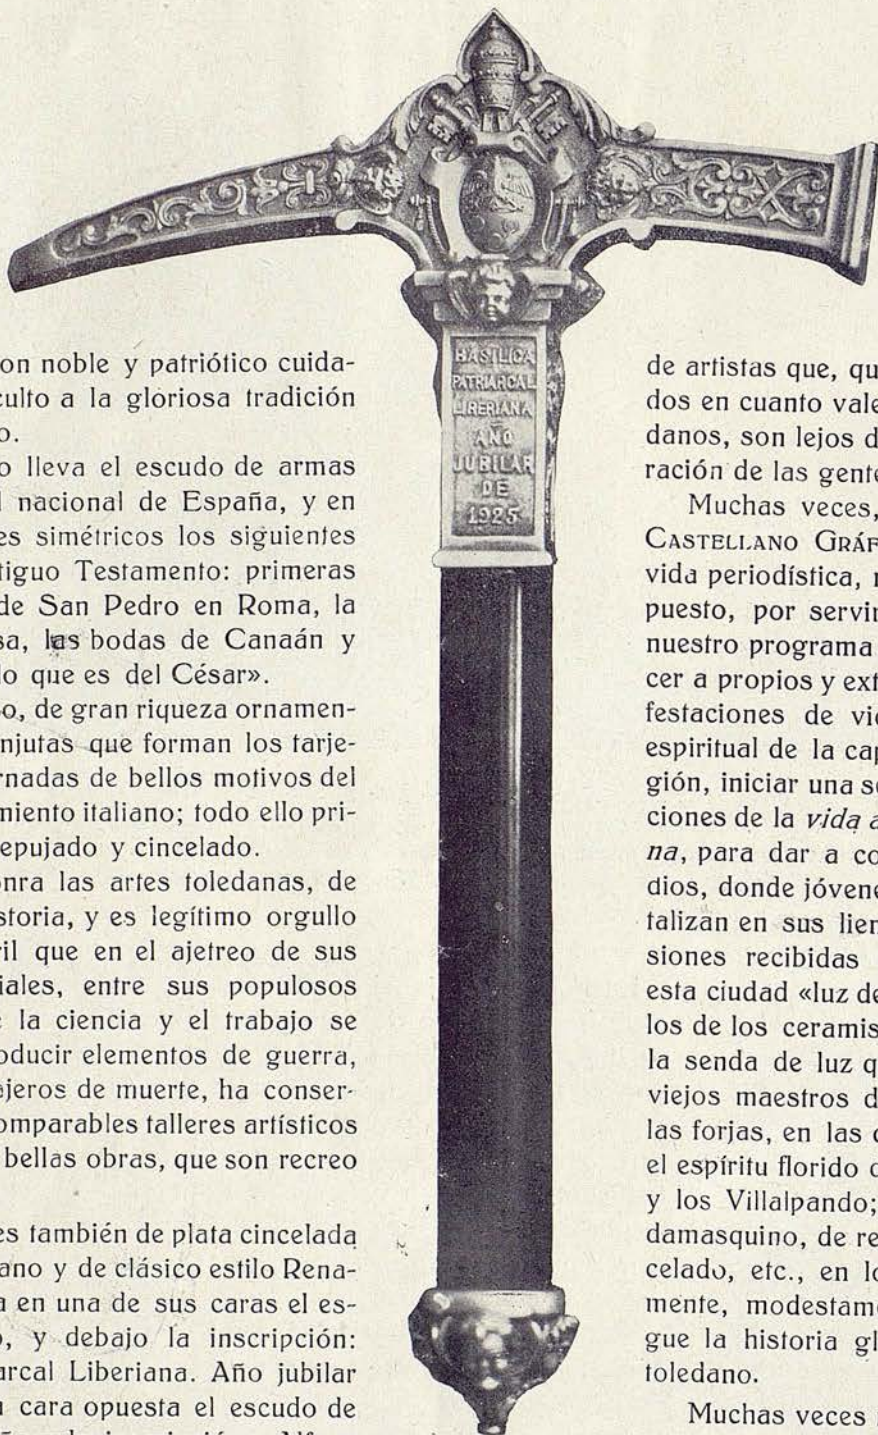 BASILICA
PATRIARCAL
LIBERIANA
AÑO
JUBILAR
DE
1925
on noble y patriótico cuida-
culto a la gloriosa tradición
o.
o lleva el escudo de armas
l nacional de España, y en
es simétricos los siguientes
tiguo Testamento: primeras
de San Pedro en Roma, la
sa, las bodas de Canaán y
lo que es del César».
so, de gran riqueza ornamen-
njutas que forman los tarje-
rnadas de bellos motivos del
miento italiano; todo ello pri-
epujado y cincelado.
onra las artes toledanas, de
storia, y es legítimo orgullo
ril que en el ajetreo de sus
iales, entre sus populosos
e la ciencia y el trabajo se
oducir elementos de guerra,
ajeros de muerte, ha conser-
omparables talleres artísticos
bellas obras, que son recreo
es también de plata cincelada
ano y de clásico estilo Rena-
a en una de sus caras el es-
o, y debajo la inscripción:
arcal Liberiana. Año jubilar
a cara opuesta el escudo de
de artistas que, qu
dos en cuanto vale
danos, son lejos d
ración de las gente
Muchas veces,
CASTELLANO GRÁF
vida periodística, n
puesto, por servir
nuestro programa
cer a propios y ext
festaciones de vid
espiritual de la cap
gión, iniciar una se
ciones de la vida a
na, para dar a co
dios, donde jóvene
talizan en sus lien
siones recibidas
esta ciudad «luz de
los de los ceramis
la senda de luz q
viejos maestros d
las forjas, en las c
el espíritu florido d
y los Villalpando;
damasquino, de re
celado, etc., en lo
mente, modestame
gue la historia gl
toledano.
Muchas veces